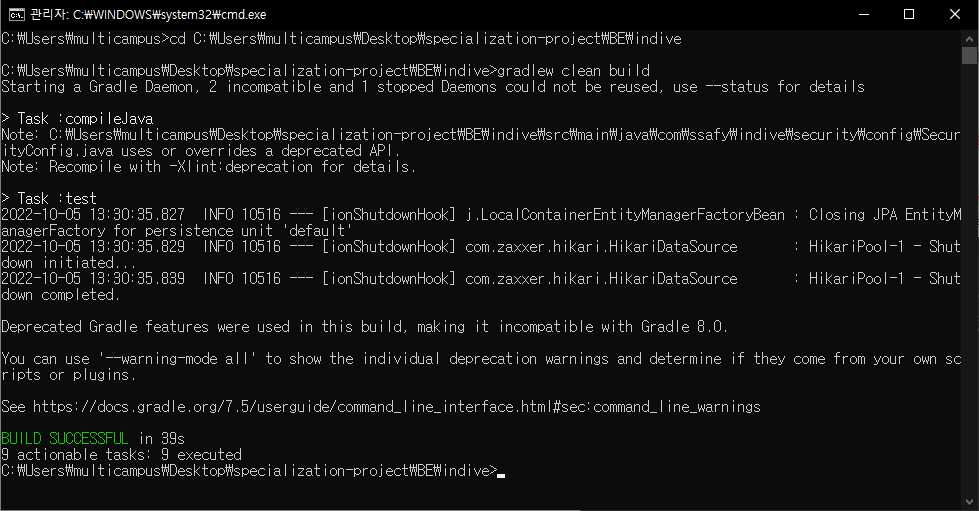 관리자: C:₩WINDOWS₩system32₩cmd.exe
C:₩Users₩multicampus>cd C:₩Users₩multicampus₩Desktop₩specialization-project₩BE₩indive
C:₩Users₩multicampus₩Desktop₩specialization-project₩BE₩indive>gradlew clean build
Starting a Gradle Daemon, 2 incompatible and 1 stopped Daemons could not be reused, use --status for details
> Task :compileJava
Note: C:₩Users₩multicampus₩Desktop₩specialization-project₩BE₩indive₩src₩main₩java₩com₩ssafy₩indive₩security₩config₩Secur
ityConfig.java uses or overrides a deprecated API.
Note: Recompile with -Xlint:deprecation for details.
> Task :test
2022-10-05 13:30:35.827  INFO 10516 --- [ionShutdownHook] j.LocalContainerEntityManagerFactoryBean : Closing JPA EntityM
anagerFactory for persistence unit 'default'
2022-10-05 13:30:35.829  INFO 10516 --- [ionShutdownHook] com.zaxxer.hikari.HikariDataSource       : HikariPool-1 - Shut
down initiated...
2022-10-05 13:30:35.839  INFO 10516 --- [ionShutdownHook] com.zaxxer.hikari.HikariDataSource       : HikariPool-1 - Shut
down completed.
Deprecated Gradle features were used in this build, making it incompatible with Gradle 8.0.
You can use '--warning-mode all' to show the individual deprecation warnings and determine if they come from your own sc
ripts or plugins.
See https://docs.gradle.org/7.5/userguide/command_line_interface.html#sec:command_line_warnings
BUILD SUCCESSFUL in 39s
9 actionable tasks: 9 executed
C:₩Users₩multicampus₩Desktop₩specialization-project₩BE₩indive>